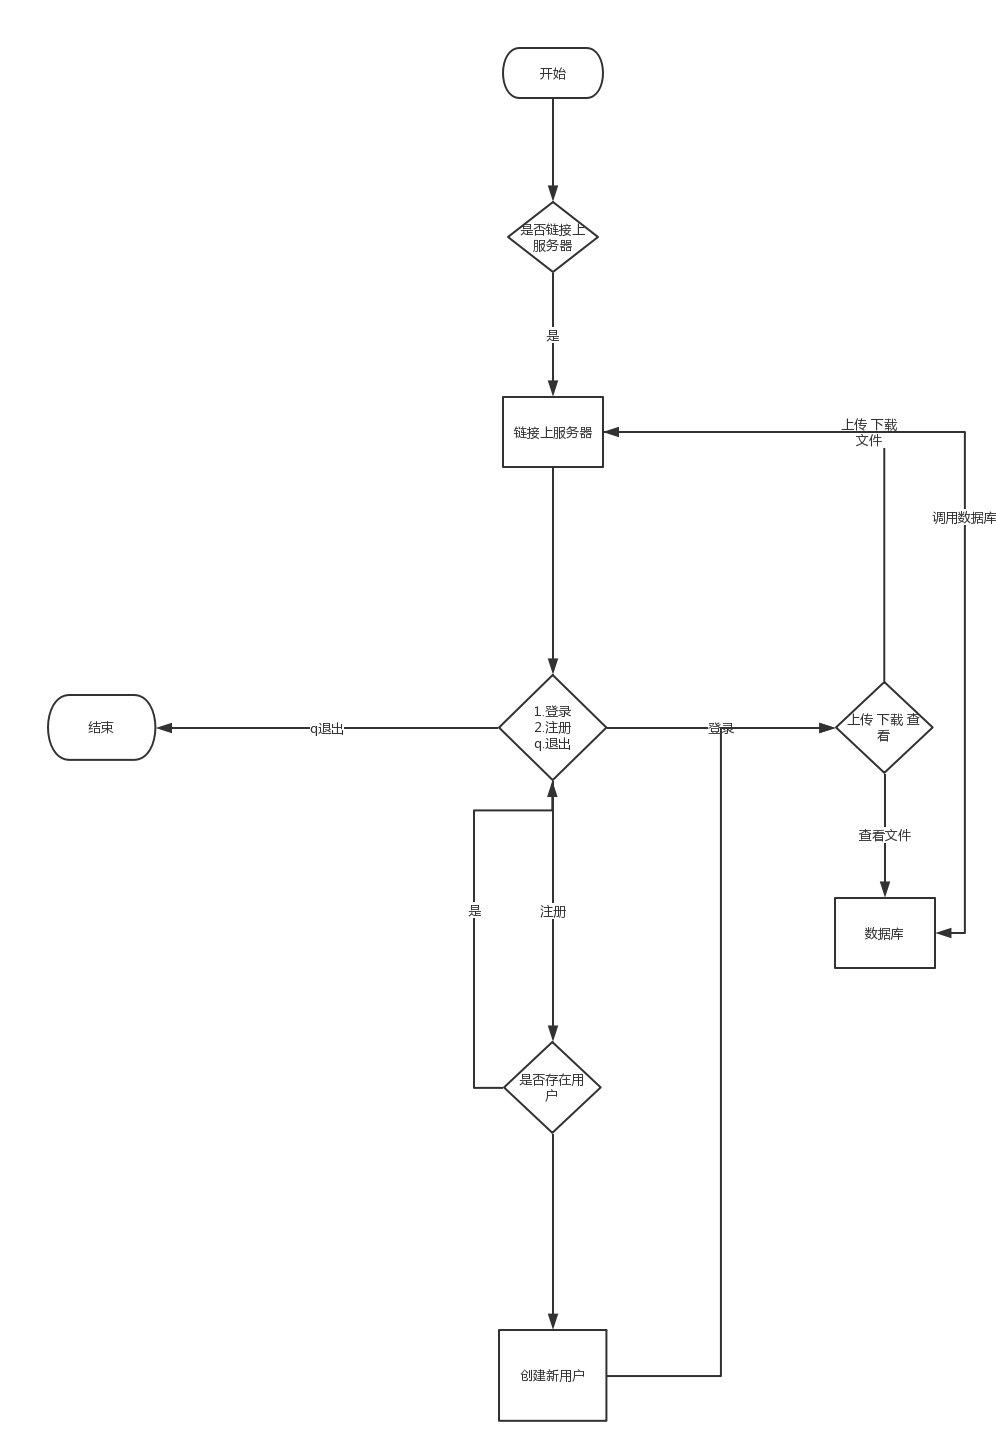 开始
是否链接上
服务器
是
链接上服务器
上传 下载
文件
调用数据库
结束
q退出
1.登录
2.注册
q.退出
登录
上传 下载 查
看
查看文件
是
注册
数据库
是否存在用
户
创建新用户